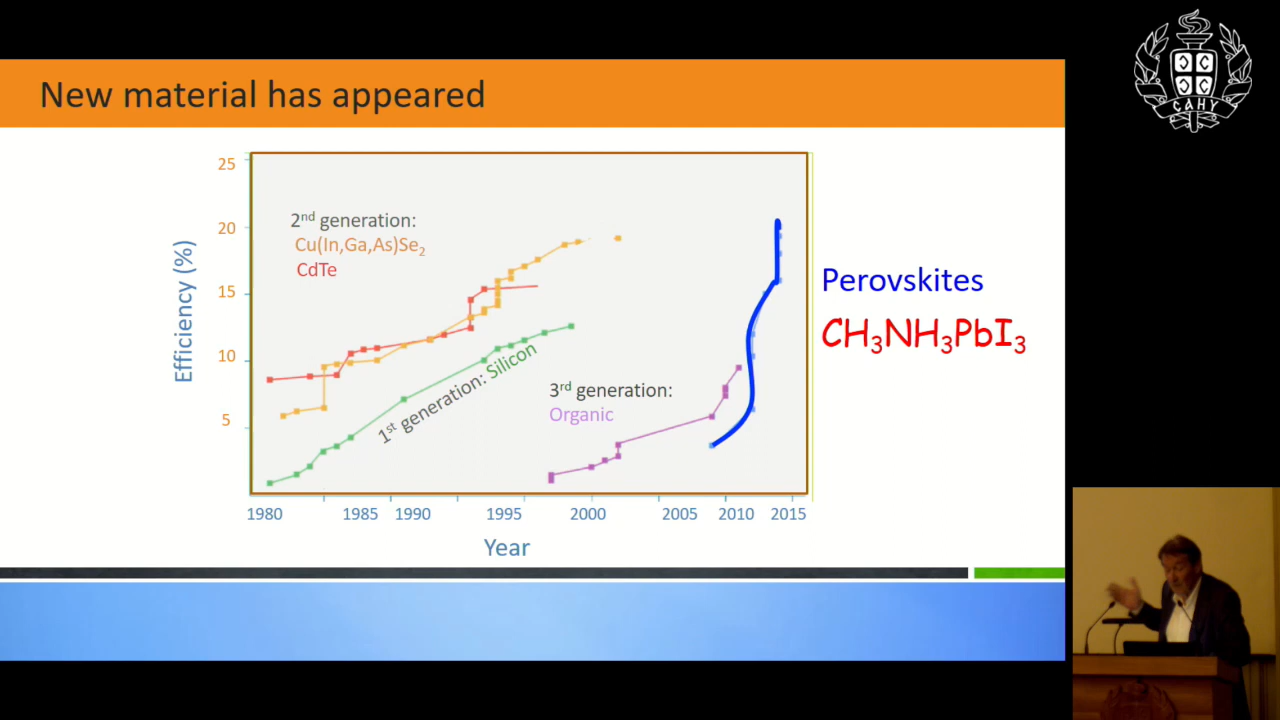 New material has appeared
САНУ
25
20
15
10
5
Efficiency (%)
2nd generation:
Cu(In,Ga,As)Se2
CdTe
1st generation: Silicon
3rd generation:
Organic
Perovskites
CH3NH3PbI3
1980 1985 1990 1995 2000 2005 2010 2015
Year